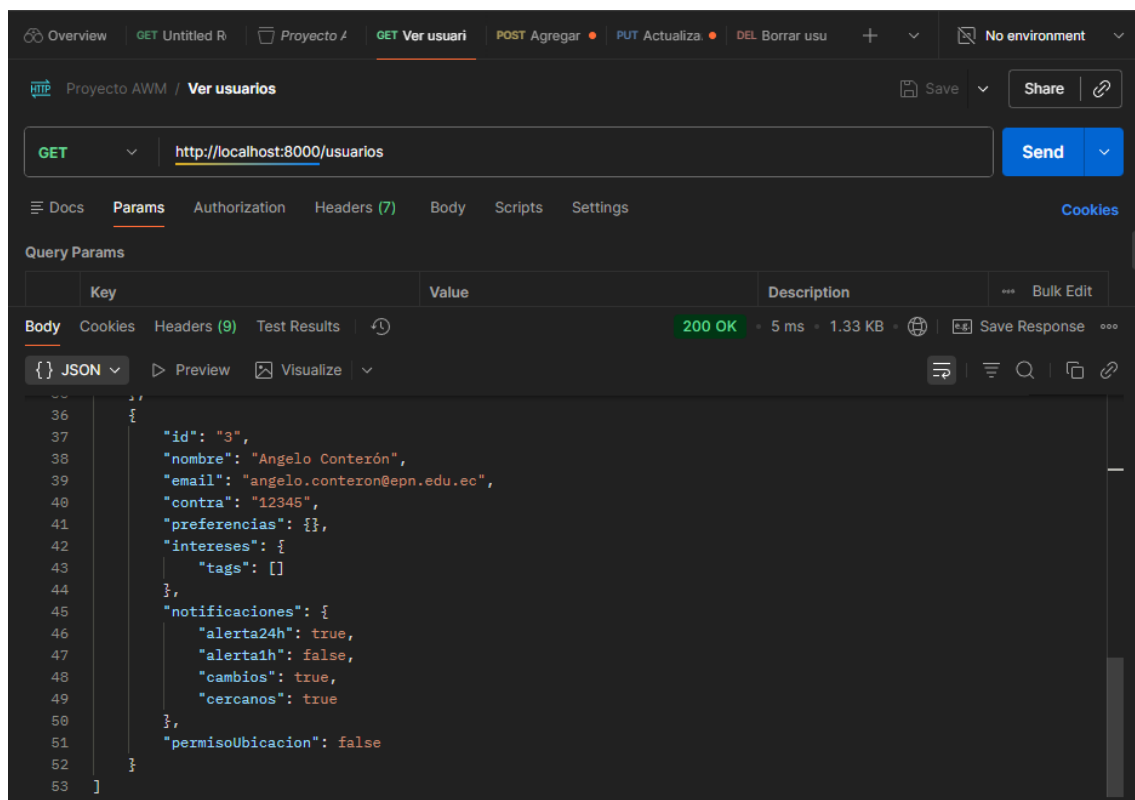 Overview GET Untitled R Proyecto A GET Ver usuari POST Agregar PUT Actualiza. DEL Borrar usu No environment
HTTP Proyecto AWM / Ver usuarios Save Share
GET http://localhost:8000/usuarios Send
Docs Params Authorization Headers (7) Body Scripts Settings Cookies
Query Params
Key Value Description ••• Bulk Edit
Body Cookies Headers (9) Test Results 200 OK • 5 ms • 1.33 KB • e.g. Save Response
{} JSON Preview Visualize
36 {
37 "id": "3",
38 "nombre": "Angelo Conterón",
39 "email": "angelo.conteron@epn.edu.ec",
40 "contra": "12345",
41 "preferencias": {},
42 "intereses": {
43 "tags": []
44 },
45 "notificaciones": {
46 "alerta24h": true,
47 "alerta1h": false,
48 "cambios": true,
49 "cercanos": true
50 },
51 "permisoUbicacion": false
52 }
53 ]